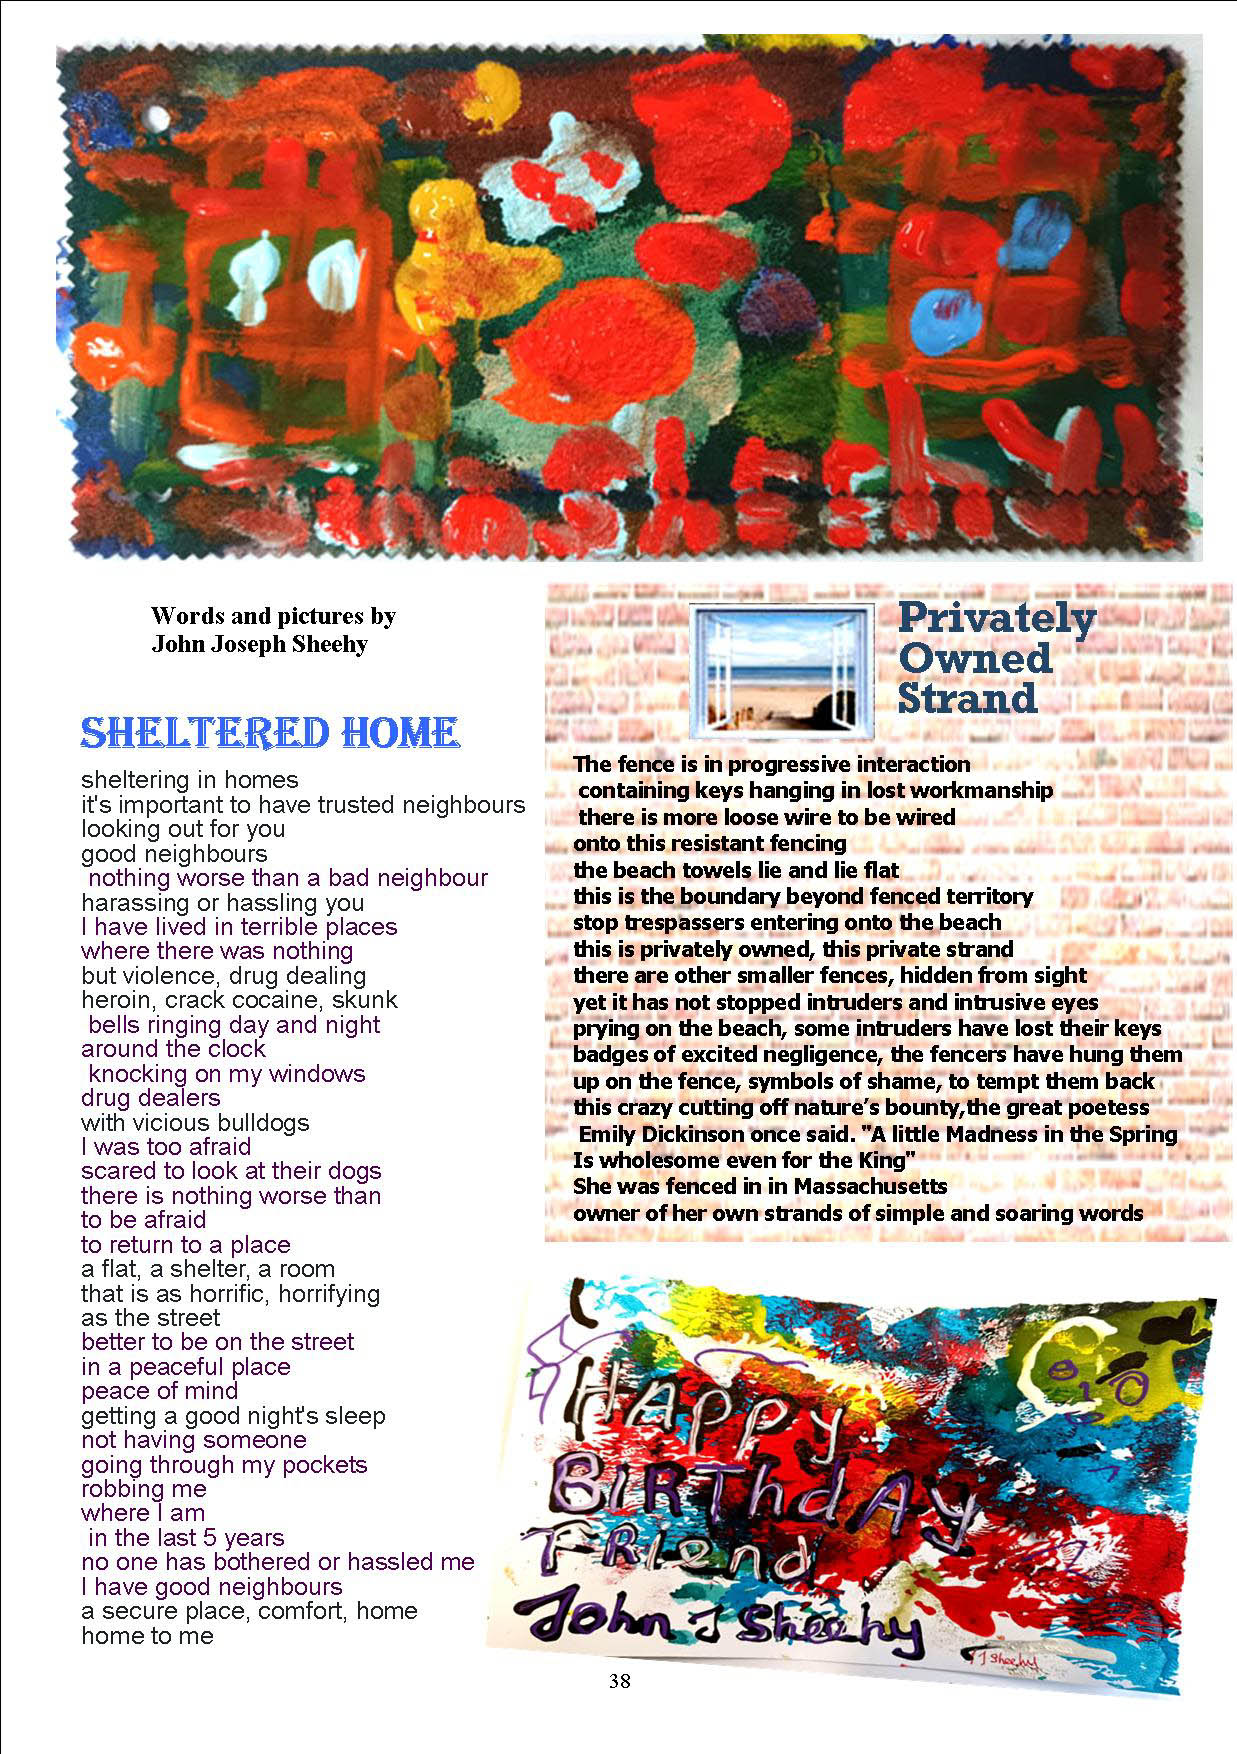 Words and pictures by
John Joseph Sheehy
SHELTERED HOME
sheltering in homes
it's important to have trusted neighbours
looking out for you
good neighbours
nothing worse than a bad neighbour
harassing or hassling you
I have lived in terrible places
where there was nothing
but violence, drug dealing
heroin, crack cocaine, skunk
bells ringing day and night
around the clock
knocking on my windows
drug dealers
with vicious bulldogs
I was too afraid
scared to look at their dogs
there is nothing worse than
to be afraid
to return to a place
a flat, a shelter, a room
that is as horrific, horrifying
as the street
better to be on the street
in a peaceful place
peace of mind
getting a good night's sleep
not having someone
going through my pockets
robbing me
where I am
in the last 5 years
no one has bothered or hassled me
I have good neighbours
a secure place, comfort, home
home to me
Privately
Owned
Strand
The fence is in progressive interaction
containing keys hanging in lost workmanship
there is more loose wire to be wired
onto this resistant fencing
the beach towels lie and lie flat
this is the boundary beyond fenced territory
stop trespassers entering onto the beach
this is privately owned, this private strand
there are other smaller fences, hidden from sight
yet it has not stopped intruders and intrusive eyes
prying on the beach, some intruders have lost their keys
badges of excited negligence, the fencers have hung them
up on the fence, symbols of shame, to tempt them back
this crazy cutting off nature’s bounty,the great poetess
Emily Dickinson once said. "A little Madness in the Spring
Is wholesome even for the King"
She was fenced in in Massachusetts
owner of her own strands of simple and soaring words
HAppy
BIRThdAy
FRiend
John J Sheehy
J Sheehy
38